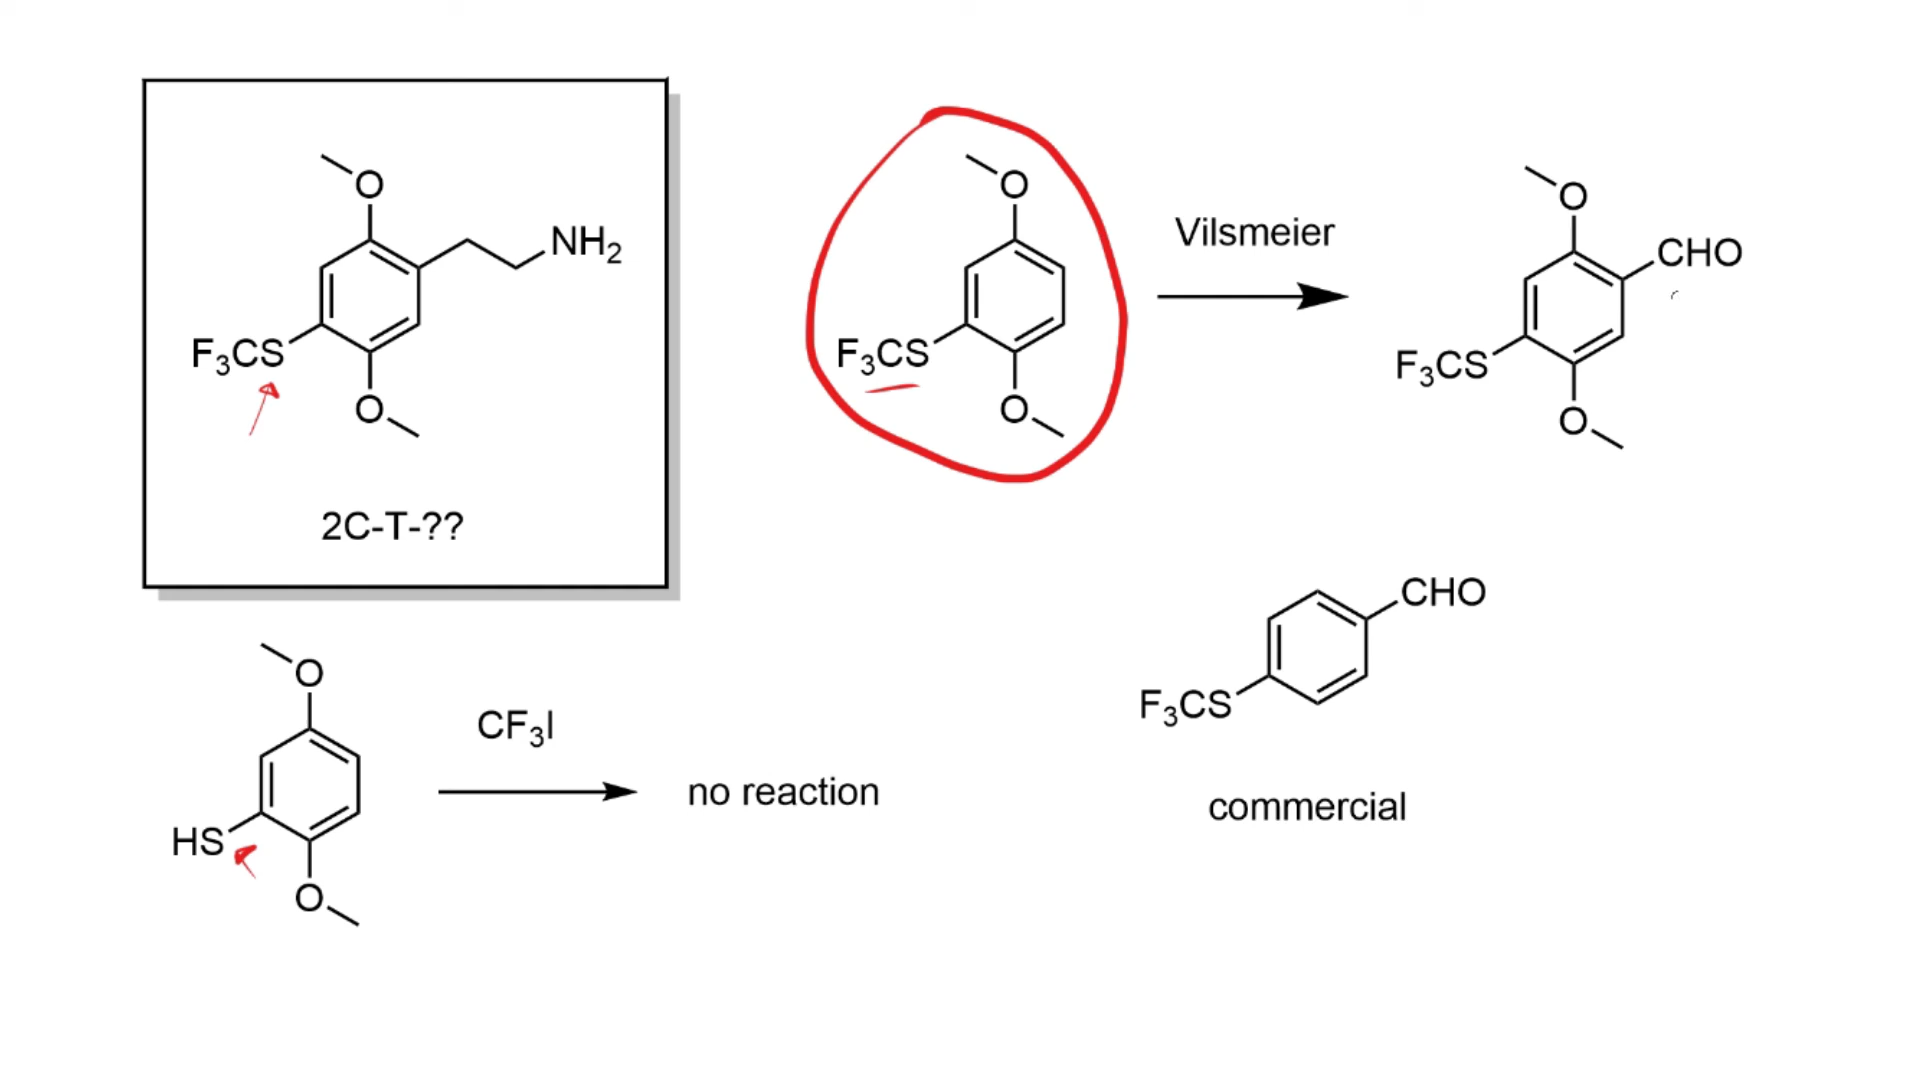 O
NH2
F3CS
O
2C-T-??
O
F3CS
O
Vilsmeier
O
CHO
F3CS
O
O
HS
O
CF3I
no reaction
CHO
F3CS
commercial